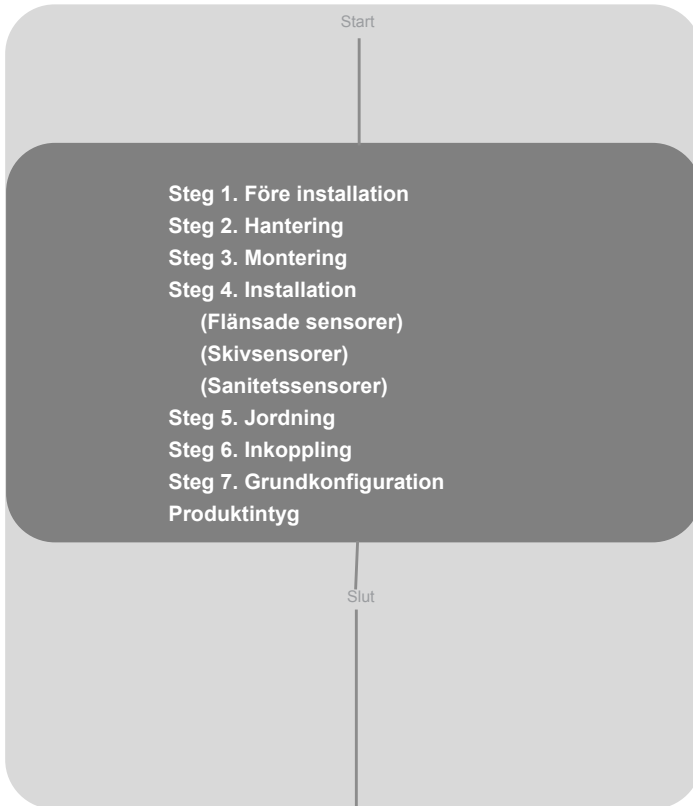 Start
Steg 1. Före installation
Steg 2. Hantering
Steg 3. Montering
Steg 4. Installation
(Flänsade sensorer)
(Skivsensorer)
(Sanitetssensorer)
Steg 5. Jordning
Steg 6. Inkoppling
Steg 7. Grundkonfiguration
Produktintyg
Slut